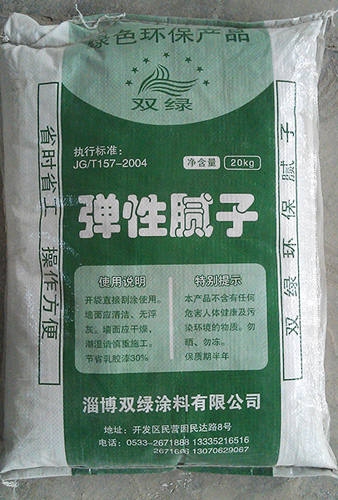 绿色环保产品
双绿
执行标准:
JG/T157-2004
净含量 20kg
弹性腻子
省时省工 操作方便
双绿环保腻子
使用说明
开袋直接刮涂使用。
墙面应清洁、无浮
灰。墙面应干燥,
潮湿请慎重施工。
节省乳胶漆30%
特别提示
本产品不含有任何
危害人体健康及污
染环境的物质。勿
晒、勿冻。
保质期半年
淄博双绿涂料有限公司
地址: 开发区民营园民达路8号
电话: 0533-2671888 13335216516
2671686 13070629067